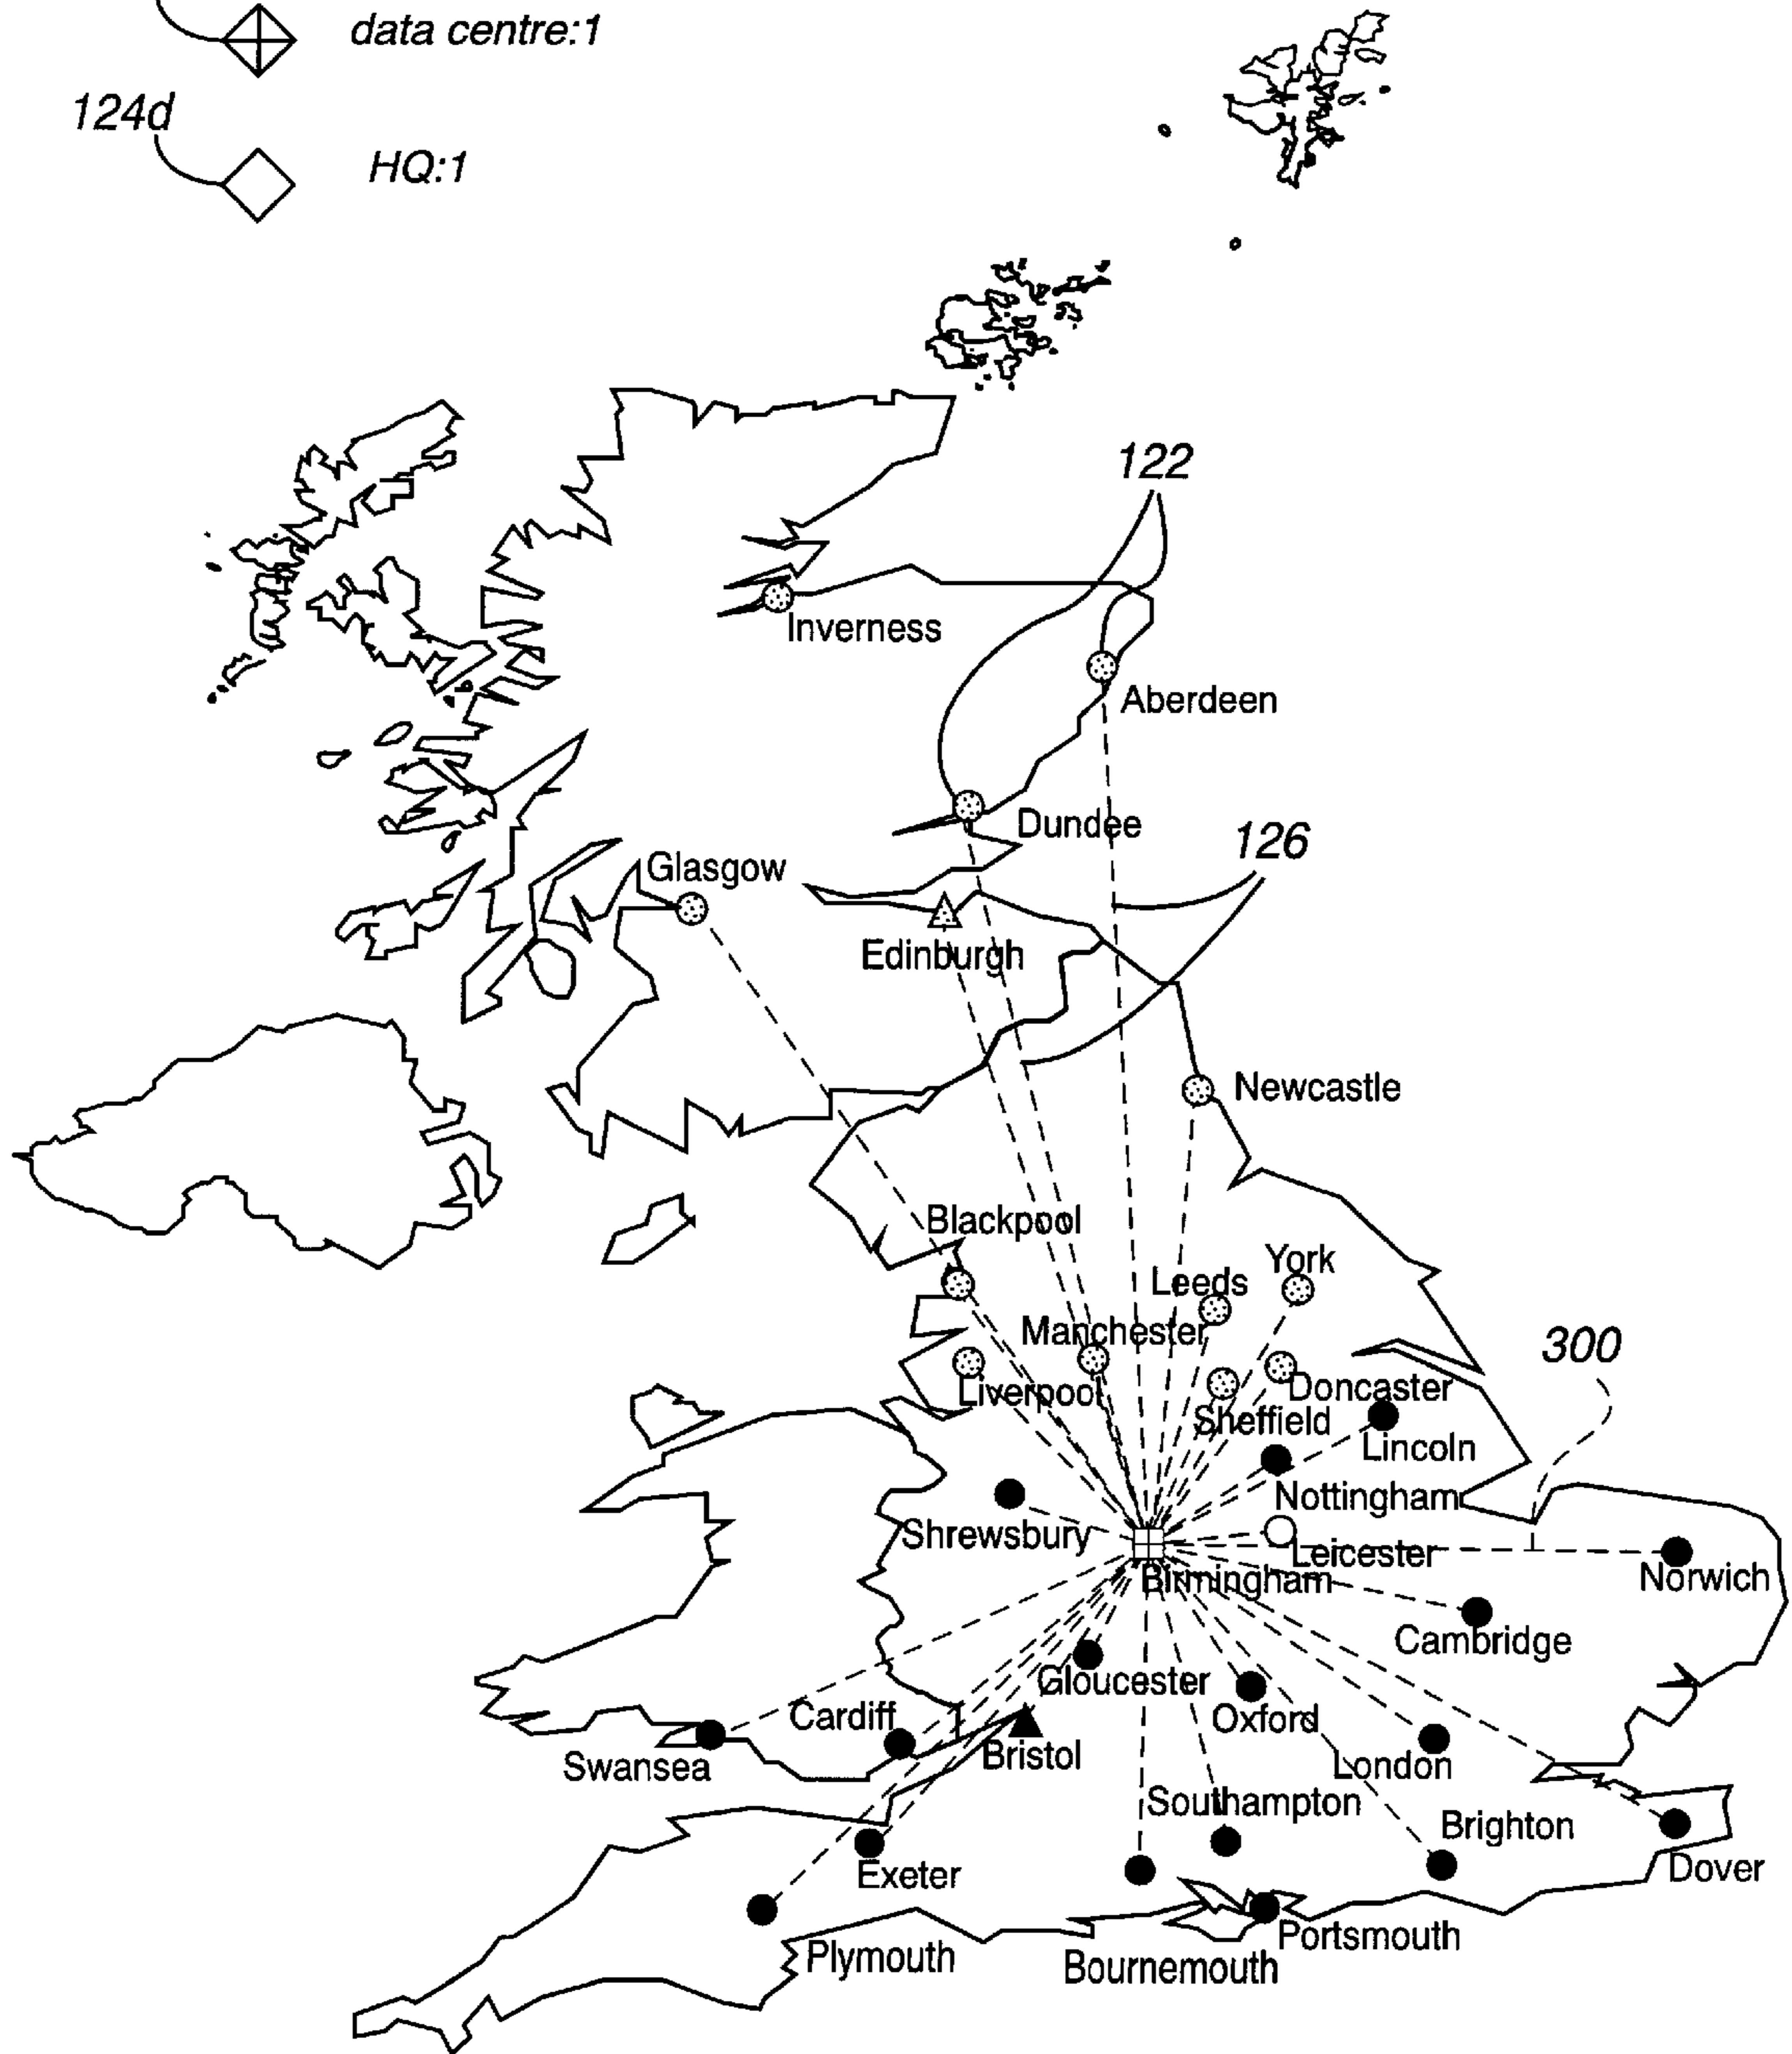 data centre:1
124d
HQ:1
122
Inverness
Aberdeen
Dundee
126
Glasgow
Edinburgh
Newcastle
Blackpool
York
Leeds
Manchester
300
Liverpool
Doncaster
Sheffield
Lincoln
Nottingham
Shrewsbury
Leicester
Birmingham
Norwich
Cambridge
Gloucester
Cardiff
Oxford
Swansea
Bristol
London
Southampton
Brighton
Exeter
Dover
Portsmouth
Plymouth
Bournemouth